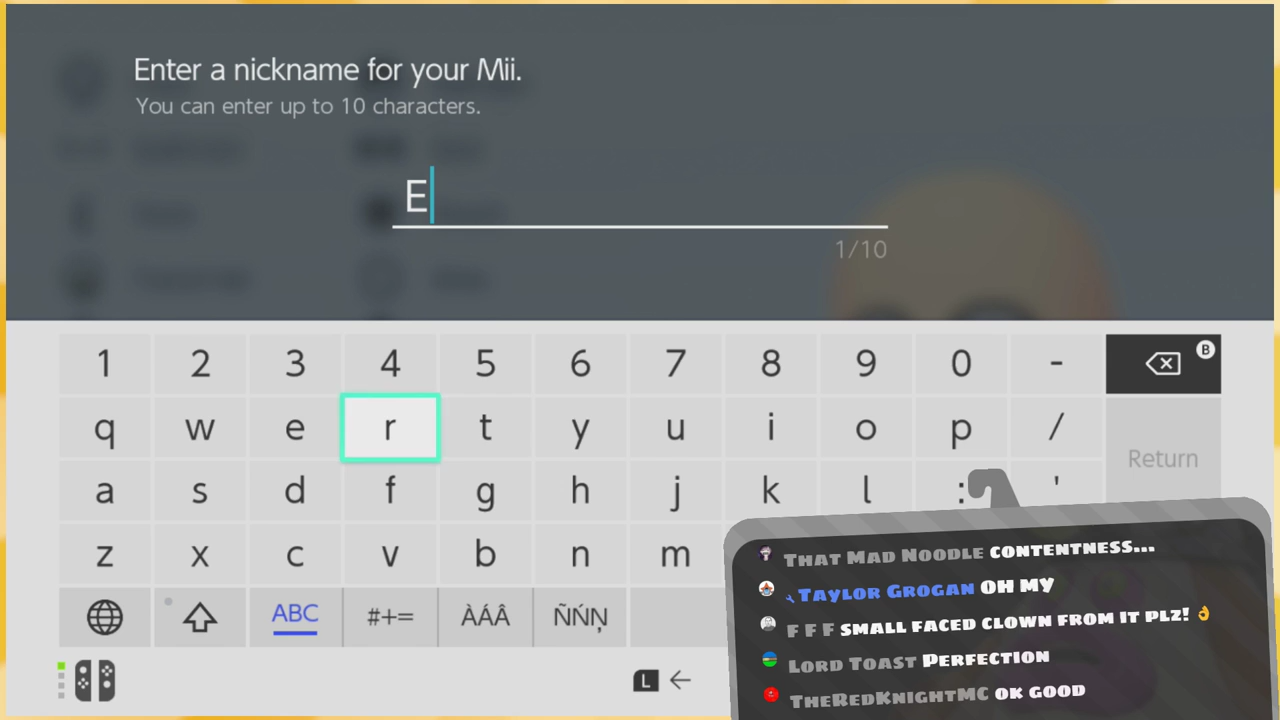 Enter a nickname for your Mii.
You can enter up to 10 characters.
E
1/10
1 2 3 4 5 6 7 8 9 0 - B
q w e r t y u i o p /
Return
a s d f g h j k l : '
z x c v b n m
ABC #+= ÀÁÂ ÑŃŅ
L ←
THAT MAD NOODLE CONTENTNESS...
TAYLOR GROGAN OH MY
F F F SMALL FACED CLOWN FROM IT PLZ! 👌
LORD TOAST PERFECTION
THEREDKNIGHTMC OK GOOD